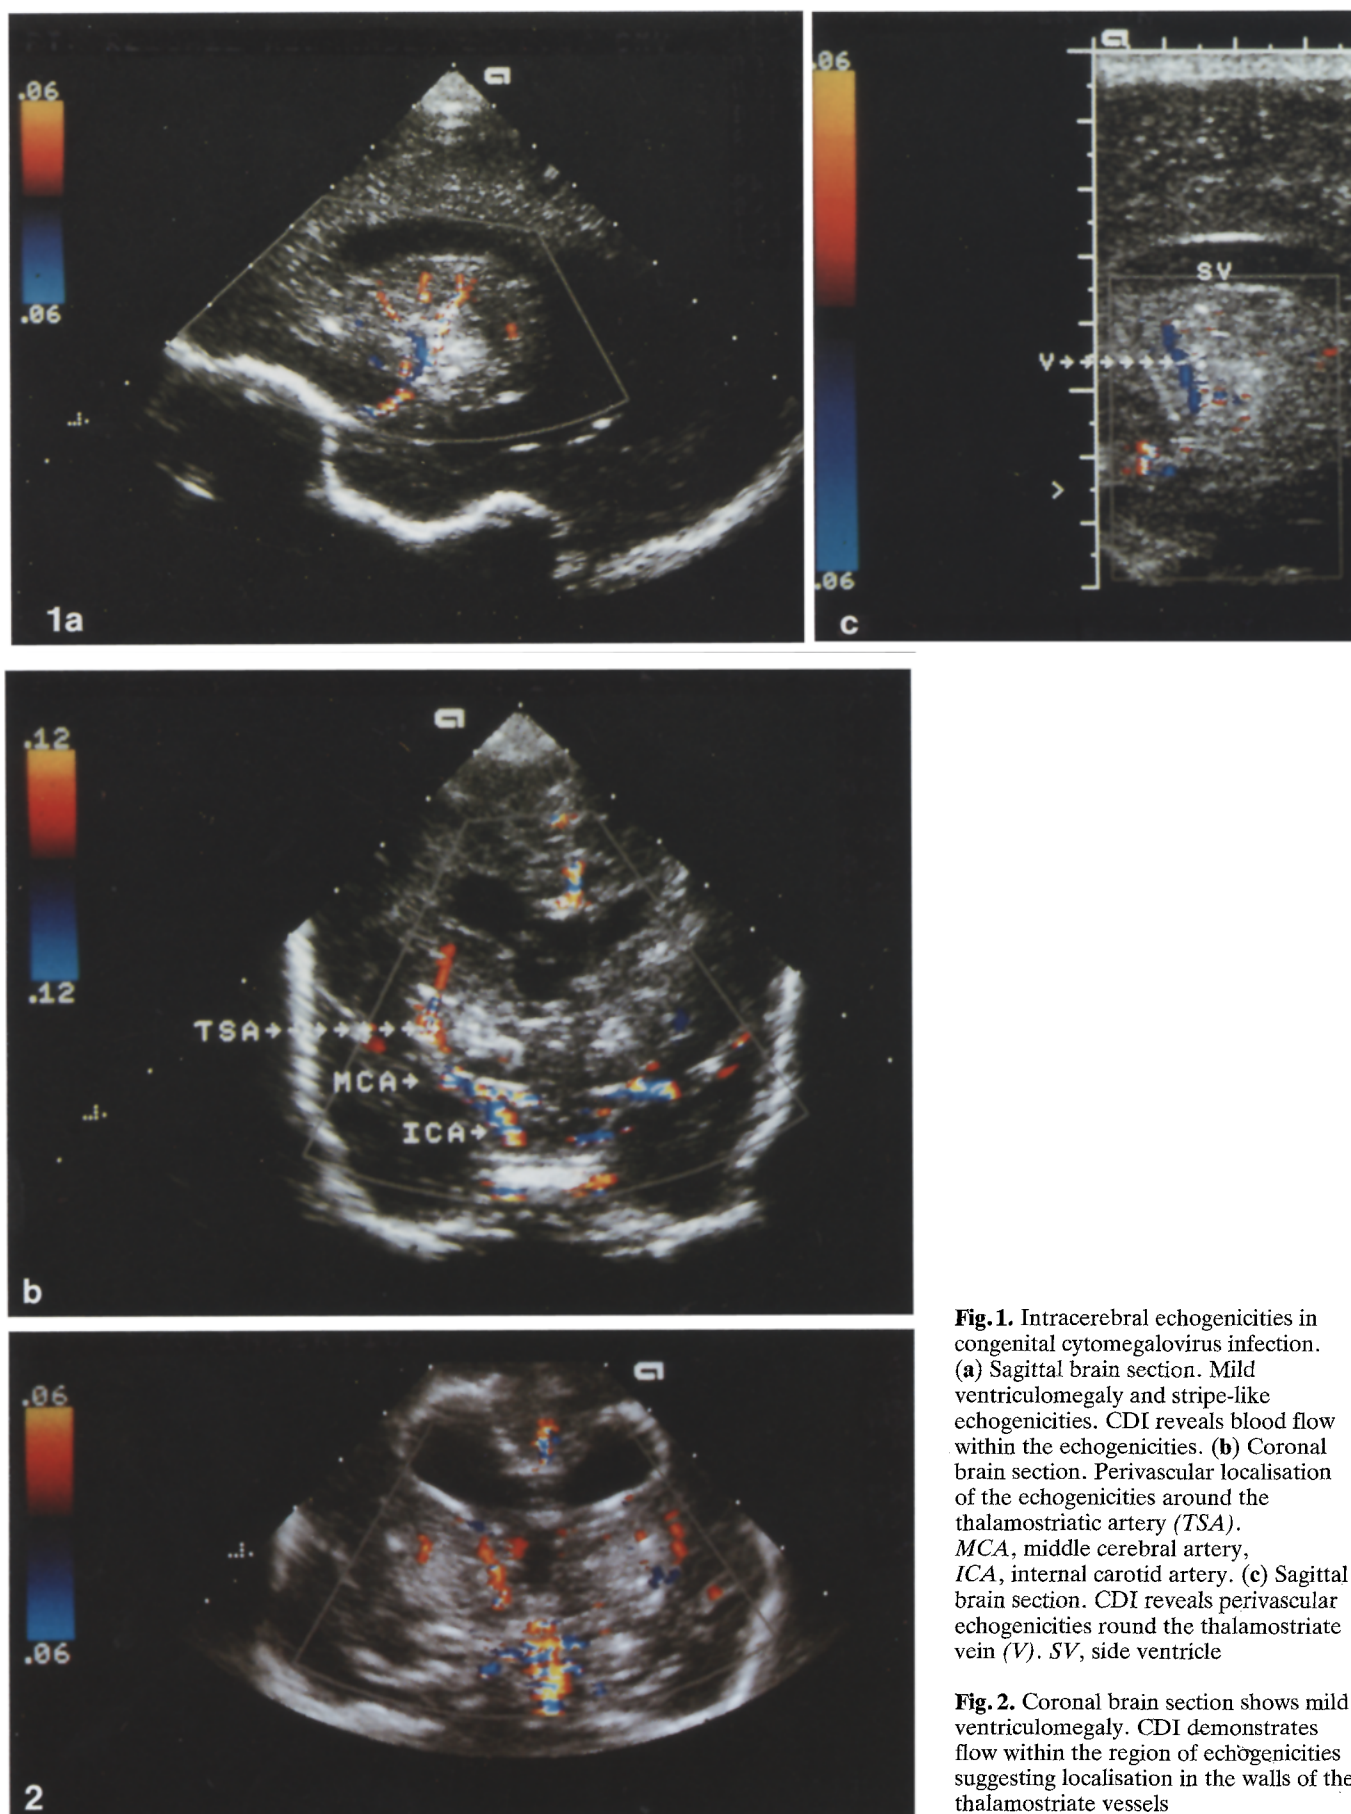 .06
.06
1a
.06
SV
V
.06
c
.12
.12
TSA
MCA
ICA
b
.06
.06
2
Fig. 1. Intracerebral echogenicities in
congenital cytomegalovirus infection.
(a) Sagittal brain section. Mild
ventriculomegaly and stripe-like
echogenicities. CDI reveals blood flow
within the echogenicities. (b) Coronal
brain section. Perivascular localisation
of the echogenicities around the
thalamostriatic artery (TSA).
MCA, middle cerebral artery,
ICA, internal carotid artery. (c) Sagittal
brain section. CDI reveals perivascular
echogenicities round the thalamostriate
vein (V). SV, side ventricle
Fig. 2. Coronal brain section shows mild
ventriculomegaly. CDI demonstrates
flow within the region of echogenicities
suggesting localisation in the walls of the
thalamostriate vessels